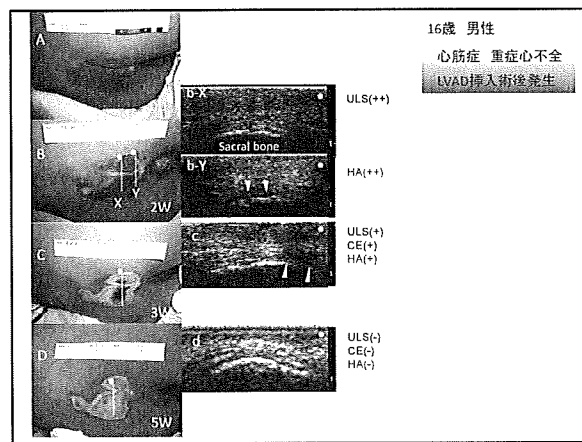 16歳 男性
心筋症 重症心不全
LVAD挿入術後発生
A
b-X
ULS(++)
Sacral bone
B
b-Y
HA(++)
X
Y
2W
C
c
ULS(+)
CE(+)
HA(+)
3W
D
d
ULS(-)
CE(-)
HA(-)
5W